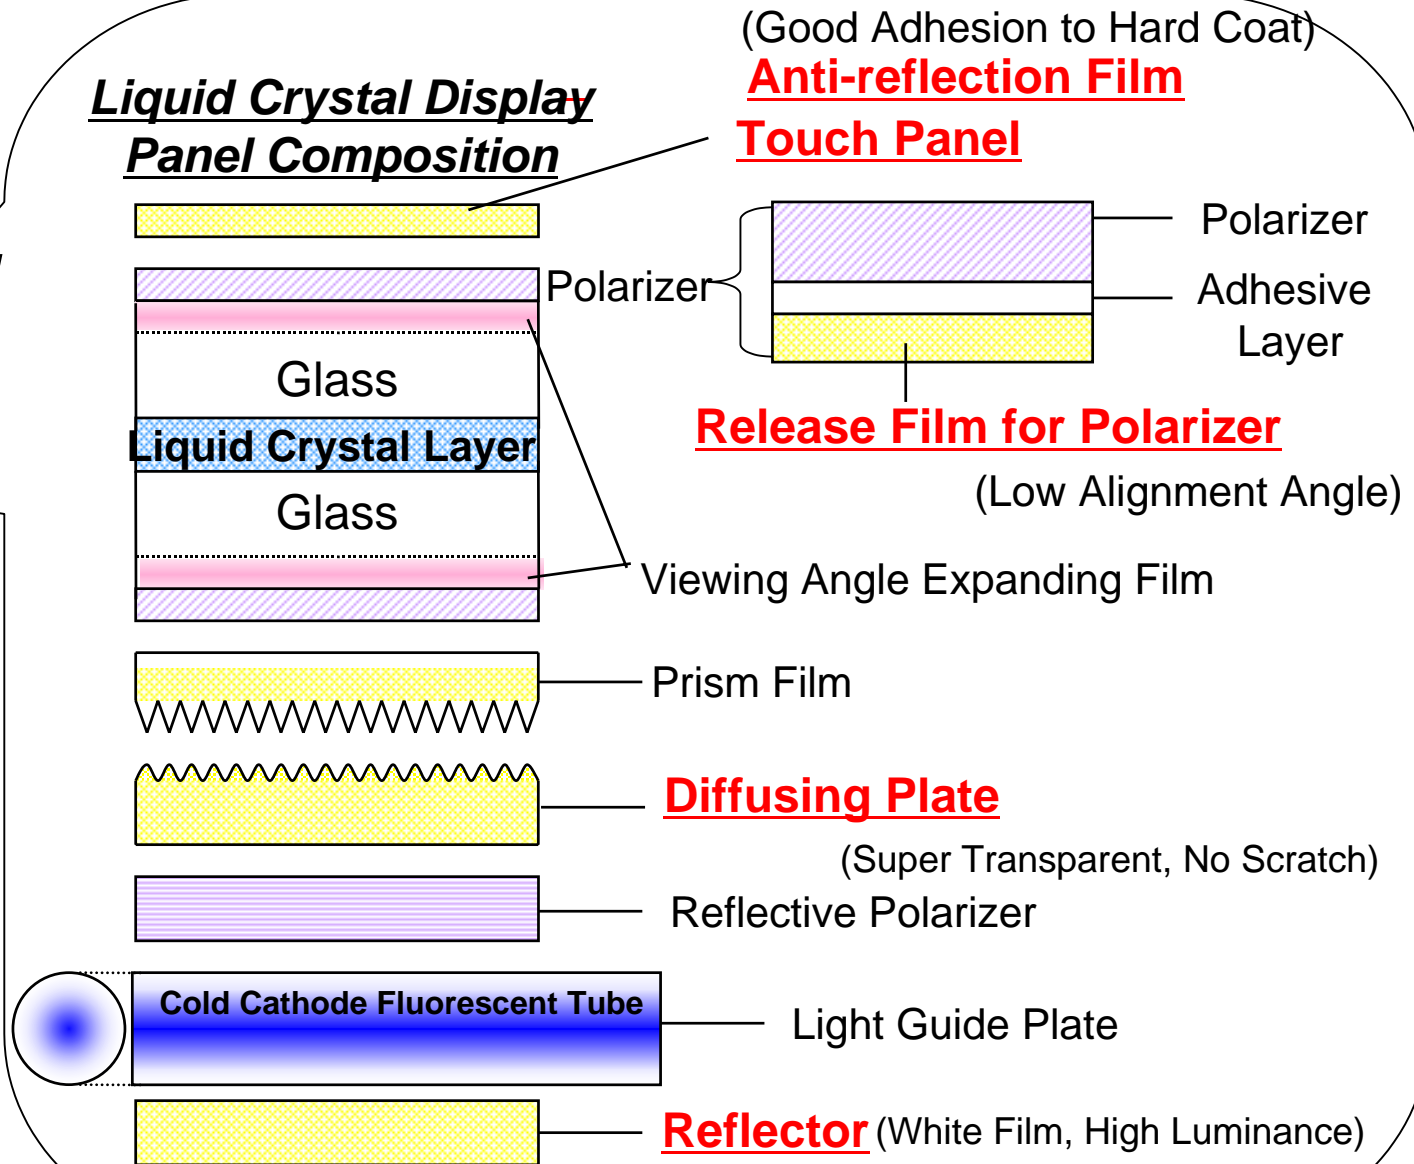 (Good Adhesion to Hard Coat)
Anti-reflection Film
Liquid Crystal Display
Panel Composition
Touch Panel
Polarizer
Polarizer
Adhesive
Layer
Glass
Release Film for Polarizer
Liquid Crystal Layer
(Low Alignment Angle)
Glass
Viewing Angle Expanding Film
Prism Film
Diffusing Plate
(Super Transparent, No Scratch)
Reflective Polarizer
Cold Cathode Fluorescent Tube
Light Guide Plate
Reflector (White Film, High Luminance)